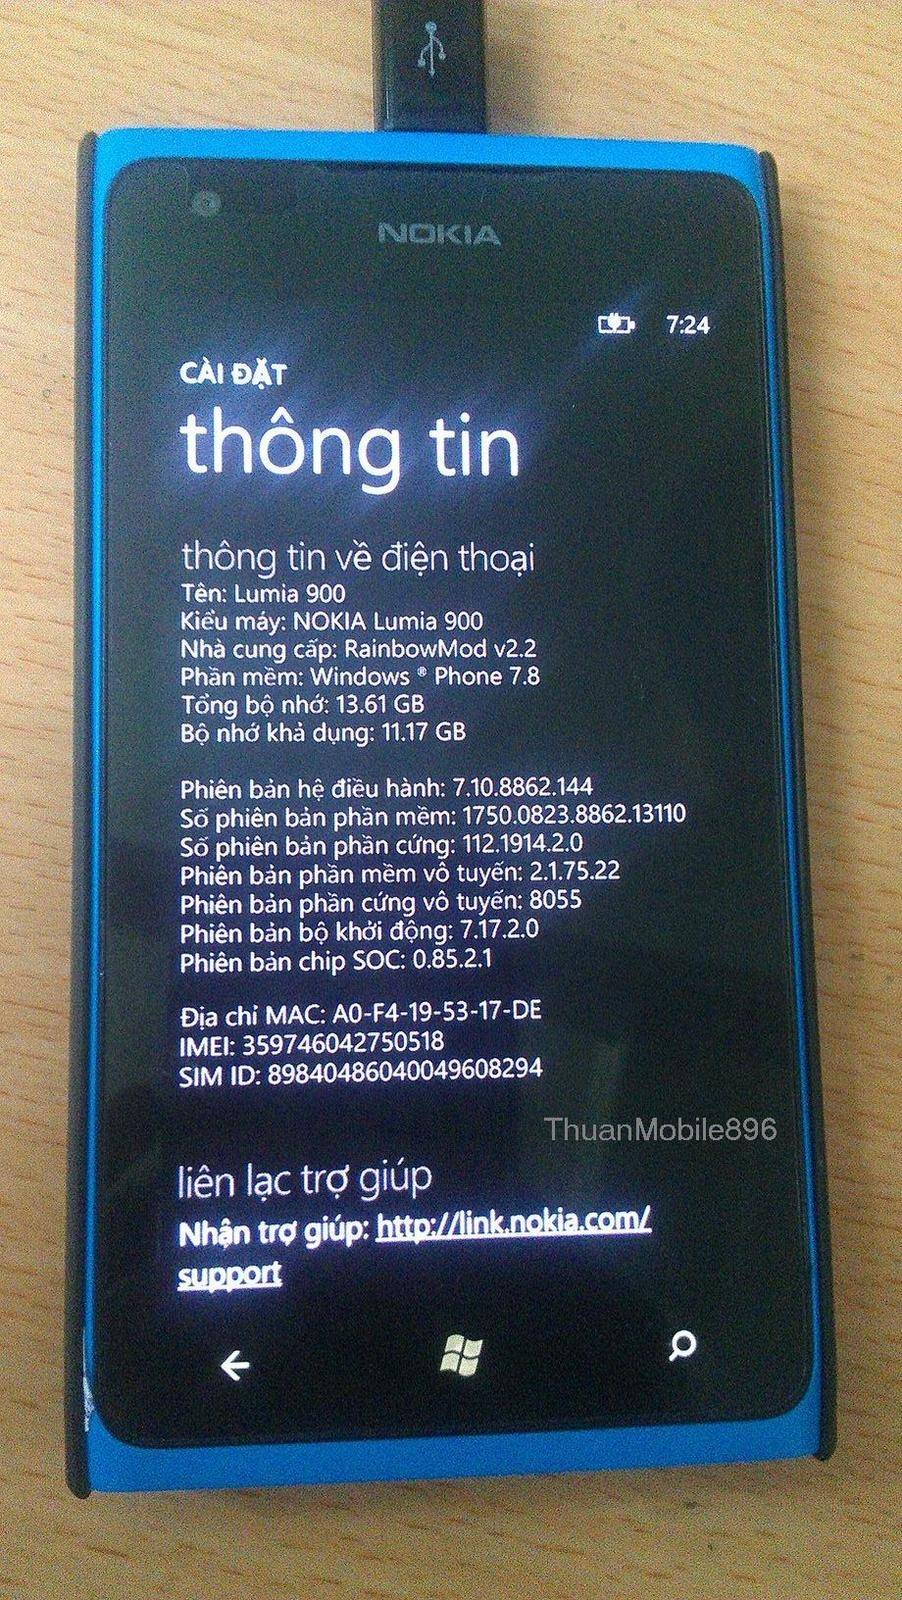 NOKIA
7:24
CÀI ĐẶT
thông tin
thông tin về điện thoại
Tên: Lumia 900
Kiểu máy: NOKIA Lumia 900
Nhà cung cấp: RainbowMod v2.2
Phần mềm: Windows ® Phone 7.8
Tổng bộ nhớ: 13.61 GB
Bộ nhớ khả dụng: 11.17 GB
Phiên bản hệ điều hành: 7.10.8862.144
Số phiên bản phần mềm: 1750.0823.8862.13110
Số phiên bản phần cứng: 112.1914.2.0
Phiên bản phần mềm vô tuyến: 2.1.75.22
Phiên bản phần cứng vô tuyến: 8055
Phiên bản bộ khởi động: 7.17.2.0
Phiên bản chip SOC: 0.85.2.1
Địa chỉ MAC: A0-F4-19-53-17-DE
IMEI: 359746042750518
SIM ID: 89840486040049608294
ThuanMobile896
liên lạc trợ giúp
Nhận trợ giúp: http://link.nokia.com/
support